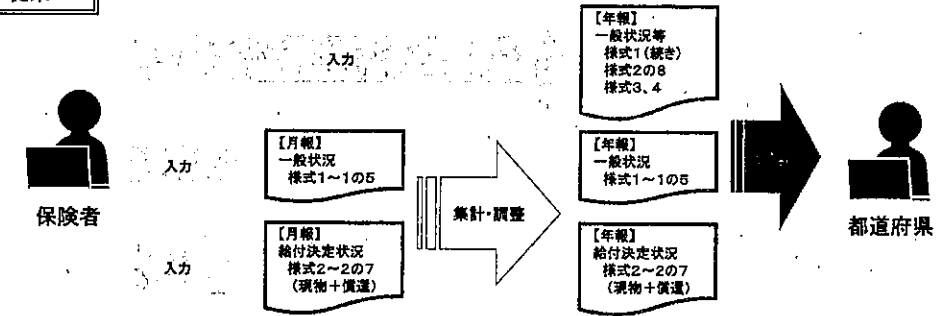 【年報】
一般状況等
様式1(続き)
様式2の8
様式3、4
入力
保険者
入力
【月報】
一般状況
様式1～1の5
集計・調整
【年報】
一般状況
様式1～1の5
都道府県
入力
【月報】
給付決定状況
様式2～2の7
(現物+償還)
【年報】
給付決定状況
様式2～2の7
(現物+償還)